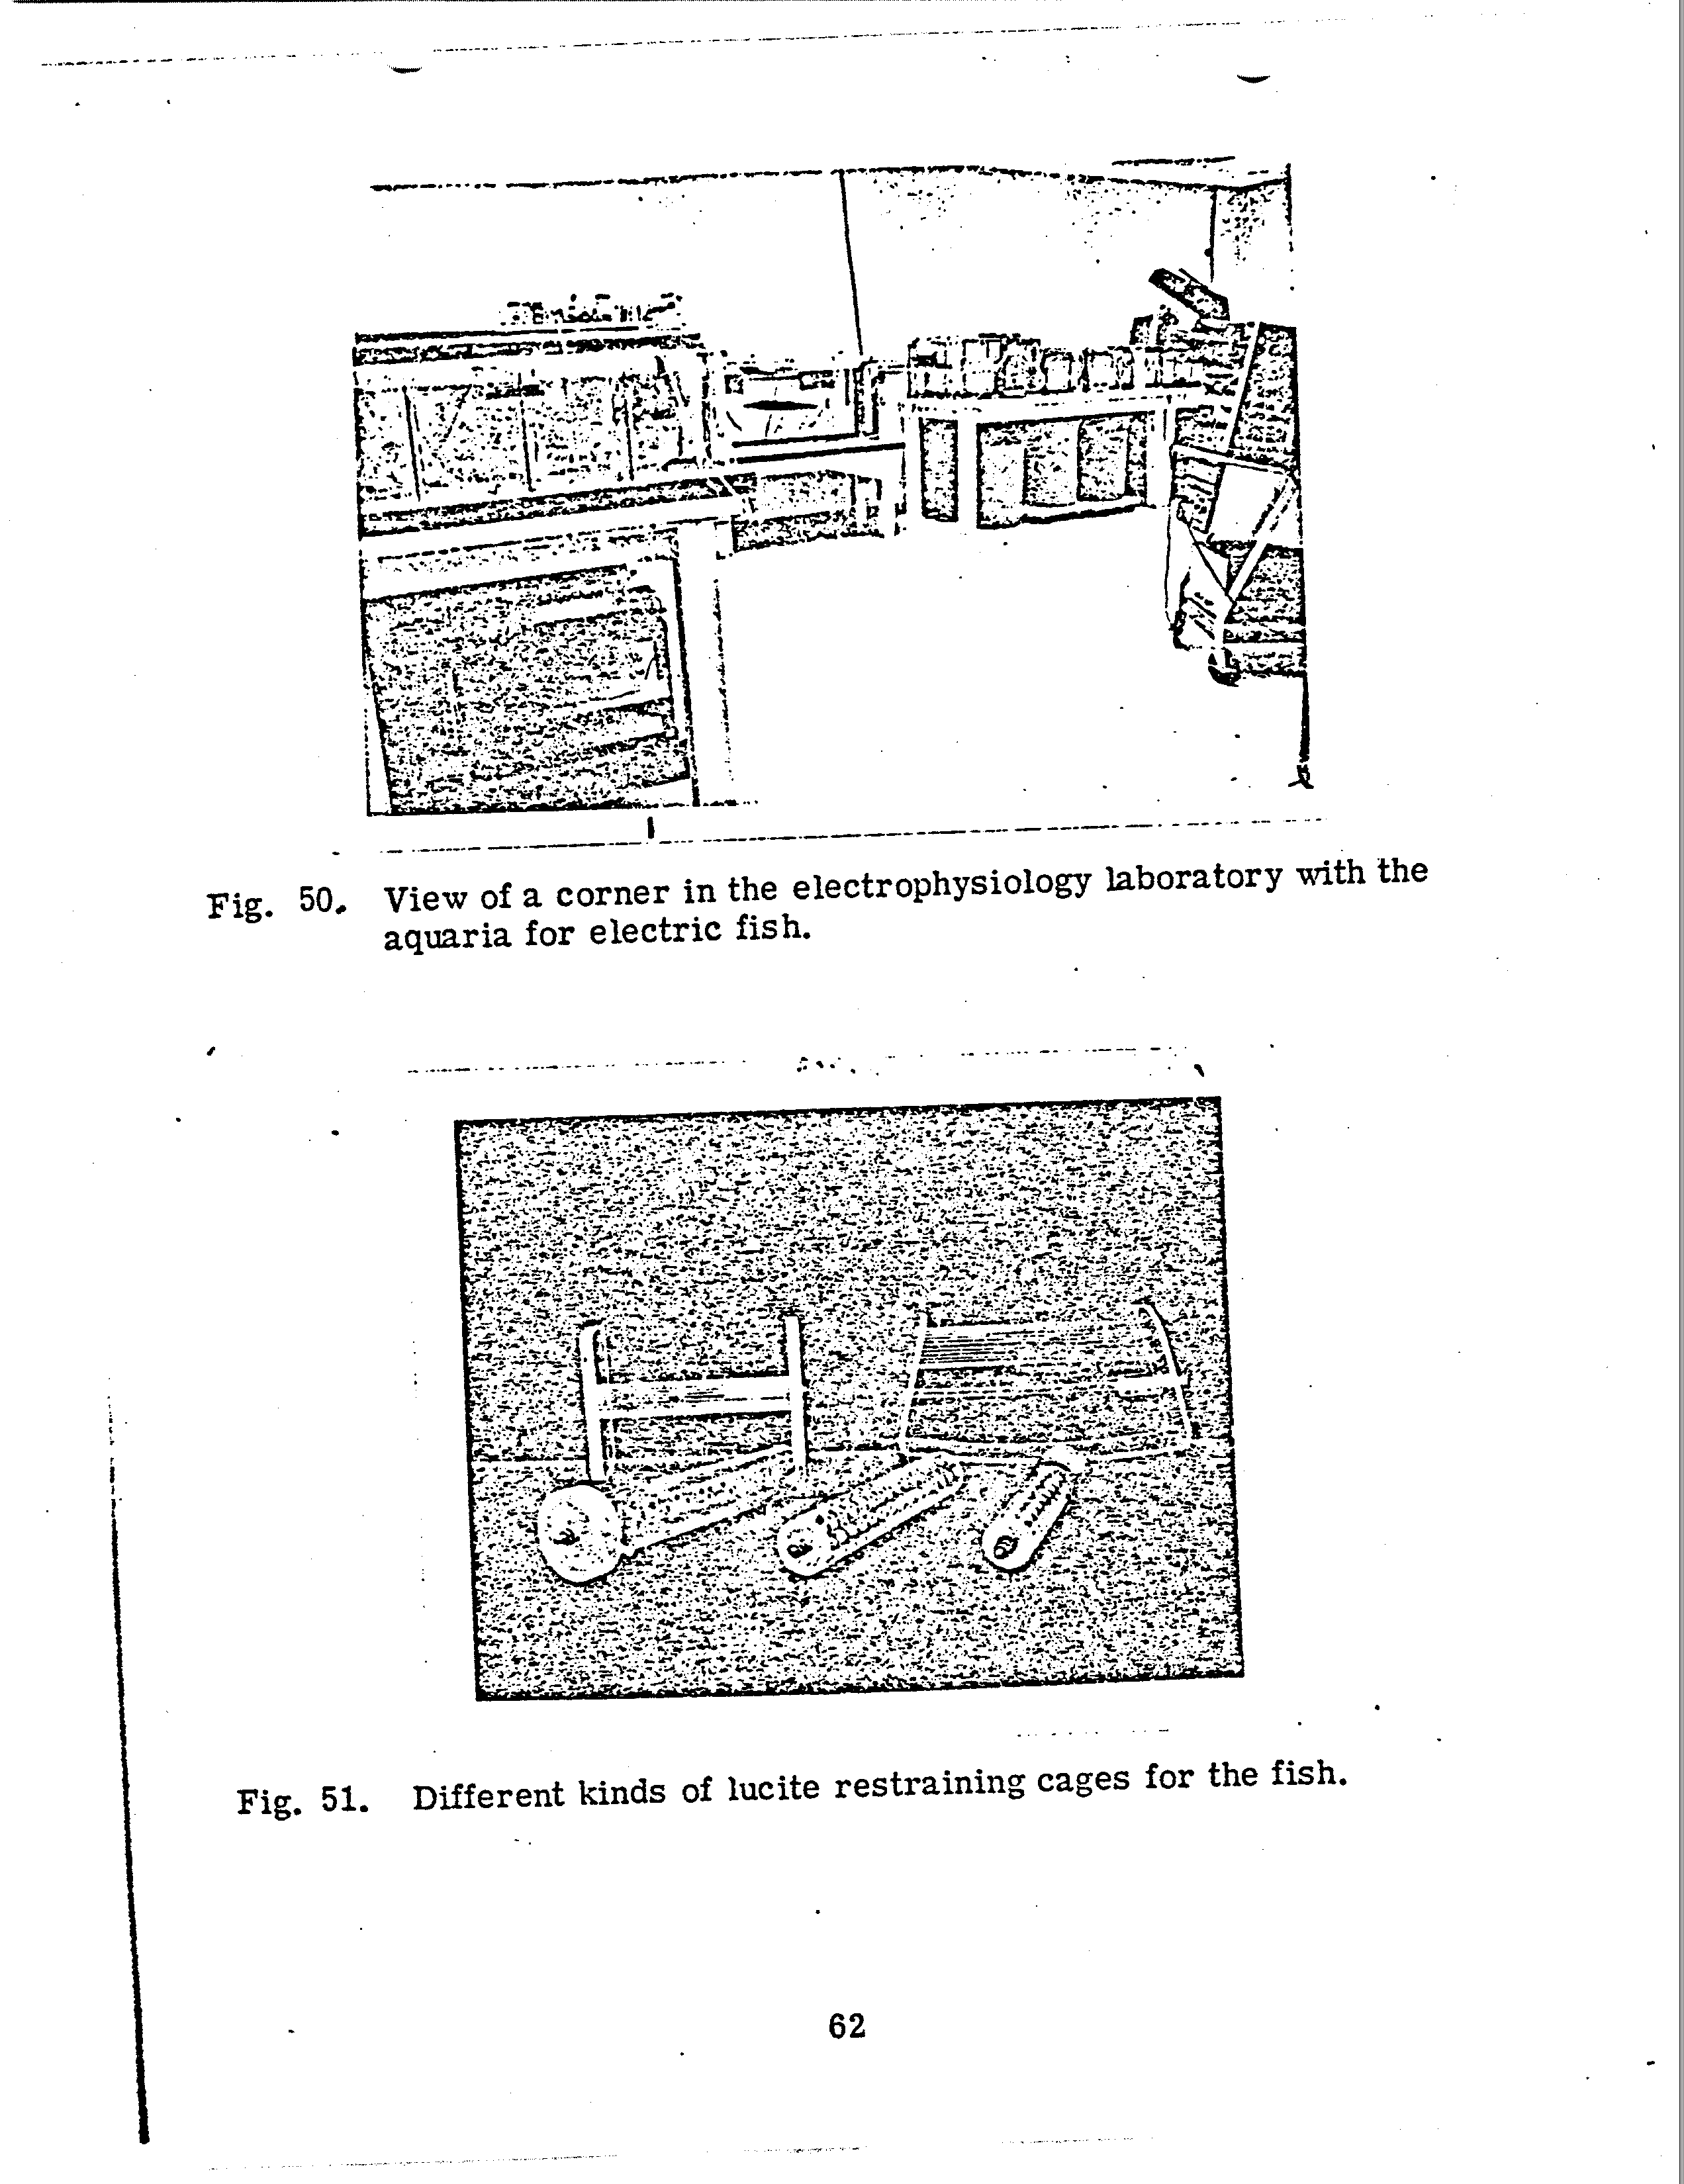 Fig. 50. View of a corner in the electrophysiology laboratory with the
aquaria for electric fish.
Fig. 51. Different kinds of lucite restraining cages for the fish.
62